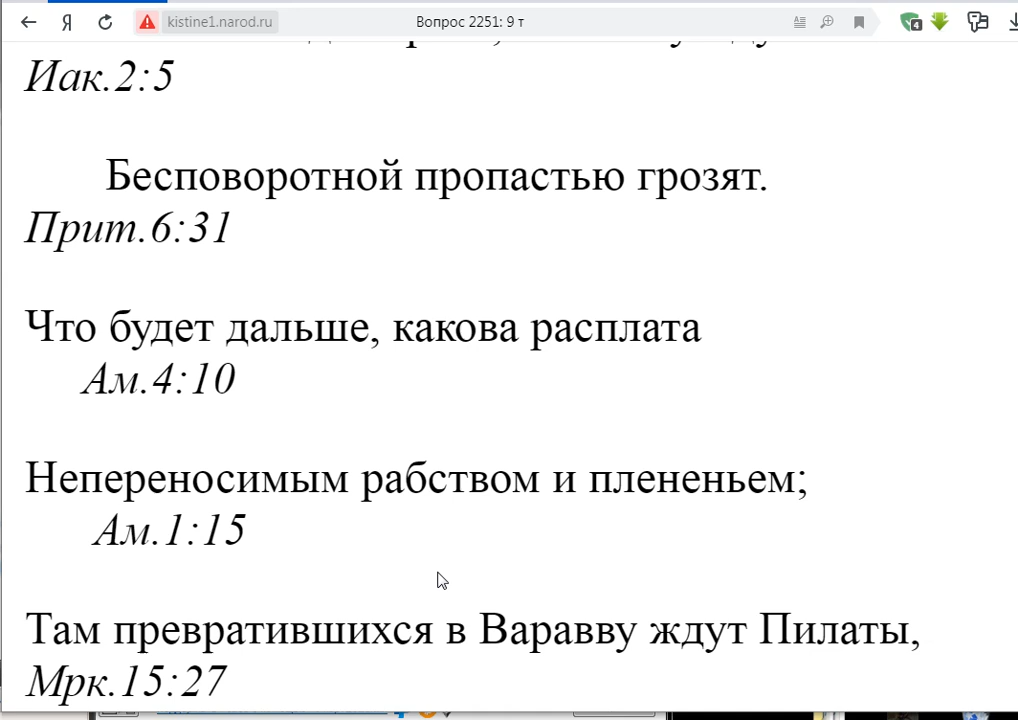 Я
kistine1.narod.ru
Вопрос 2251: 9 т
Иак.2:5
Бесповоротной пропастью грозят.
Прит.6:31
Что будет дальше, какова расплата
Ам.4:10
Непереносимым рабством и плененьем;
Ам.1:15
Там превратившихся в Варавву ждут Пилаты,
Мрк.15:27